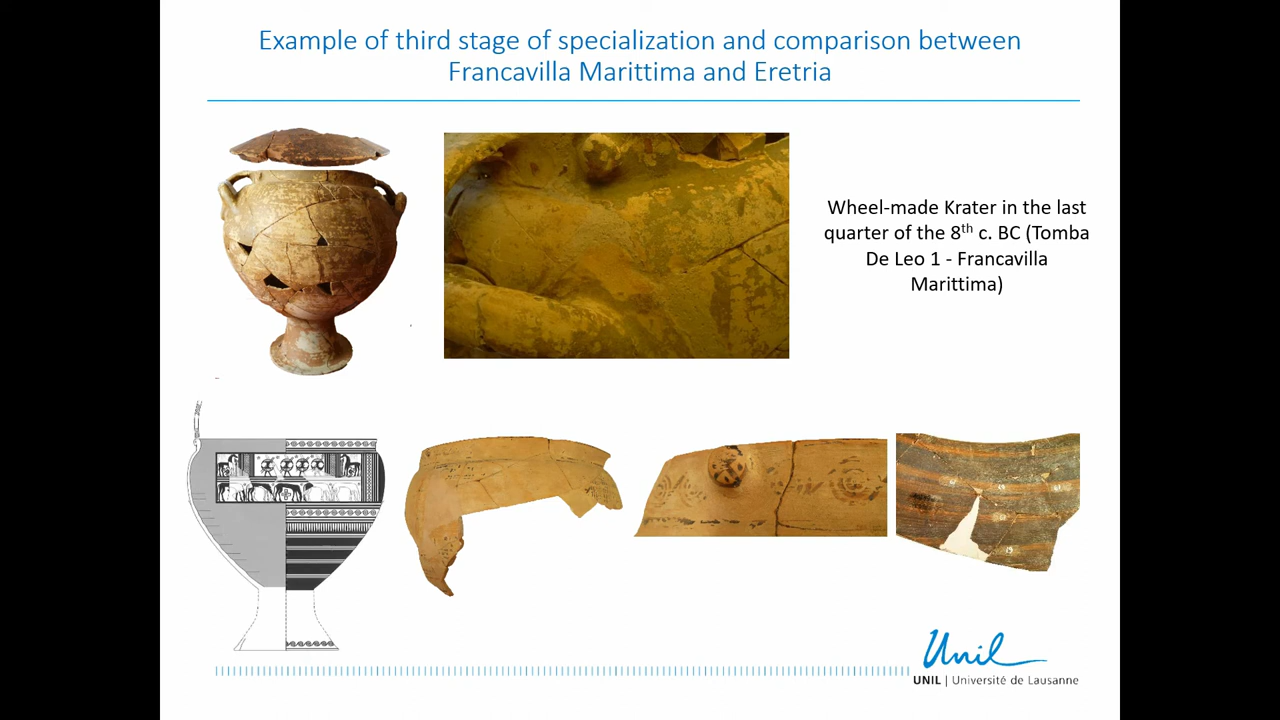 Example of third stage of specialization and comparison between
Francavilla Marittima and Eretria
Wheel-made Krater in the last
quarter of the 8th c. BC (Tomba
De Leo 1 - Francavilla
Marittima)
19
Unil
UNIL | Université de Lausanne